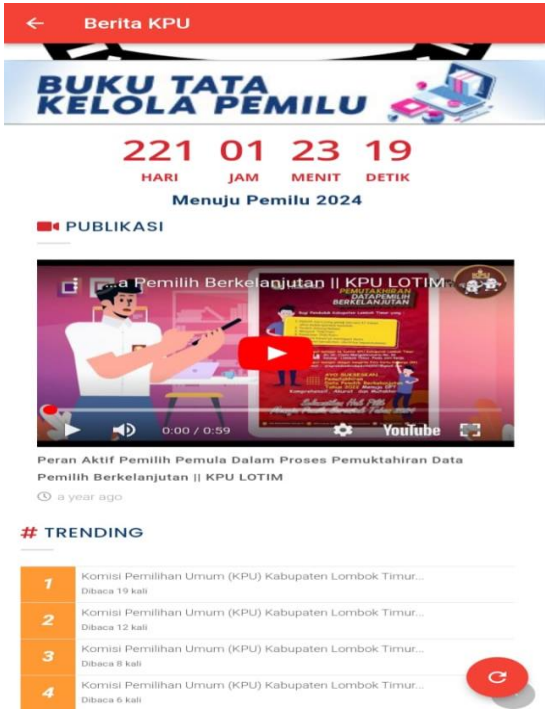 Berita KPU
BUKU TATA
KELOLA PEMILU
221 01 23 19
HARI JAM MENIT DETIK
Menuju Pemilu 2024
PUBLIKASI
...a Pemilih Berkelanjutan || KPU LOTIM
PEMUTAKHIRAN
DATA PEMILIH
BERKELANJUTAN
0:00 / 0:59
YouTube
Peran Aktif Pemilih Pemula Dalam Proses Pemuktahiran Data
Pemilih Berkelanjutan || KPU LOTIM
a year ago
# TRENDING
1
Komisi Pemilihan Umum (KPU) Kabupaten Lombok Timur...
Dibaca 19 kali
2
Komisi Pemilihan Umum (KPU) Kabupaten Lombok Timur...
Dibaca 12 kali
3
Komisi Pemilihan Umum (KPU) Kabupaten Lombok Timur...
Dibaca 8 kali
4
Komisi Pemilihan Umum (KPU) Kabupaten Lombok Timur...
Dibaca 6 kali